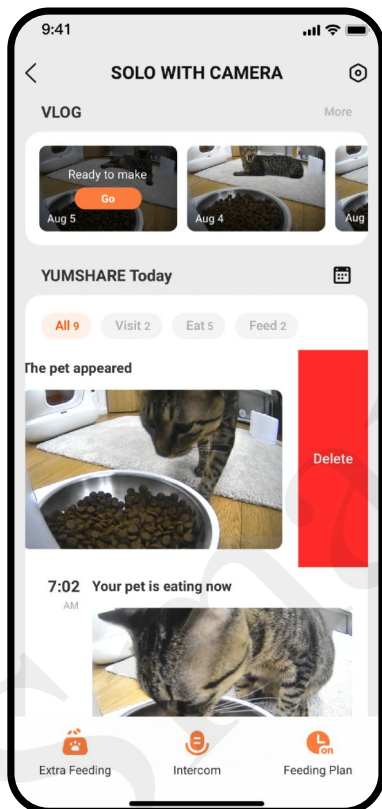 9:41
SOLO WITH CAMERA
VLOG More
Ready to make
Go
Aug 5
Aug 4
Aug
YUMSHARE Today
All 9 Visit 2 Eat 5 Feed 2
The pet appeared
Delete
7:02 Your pet is eating now
AM
on
Extra Feeding Intercom Feeding Plan